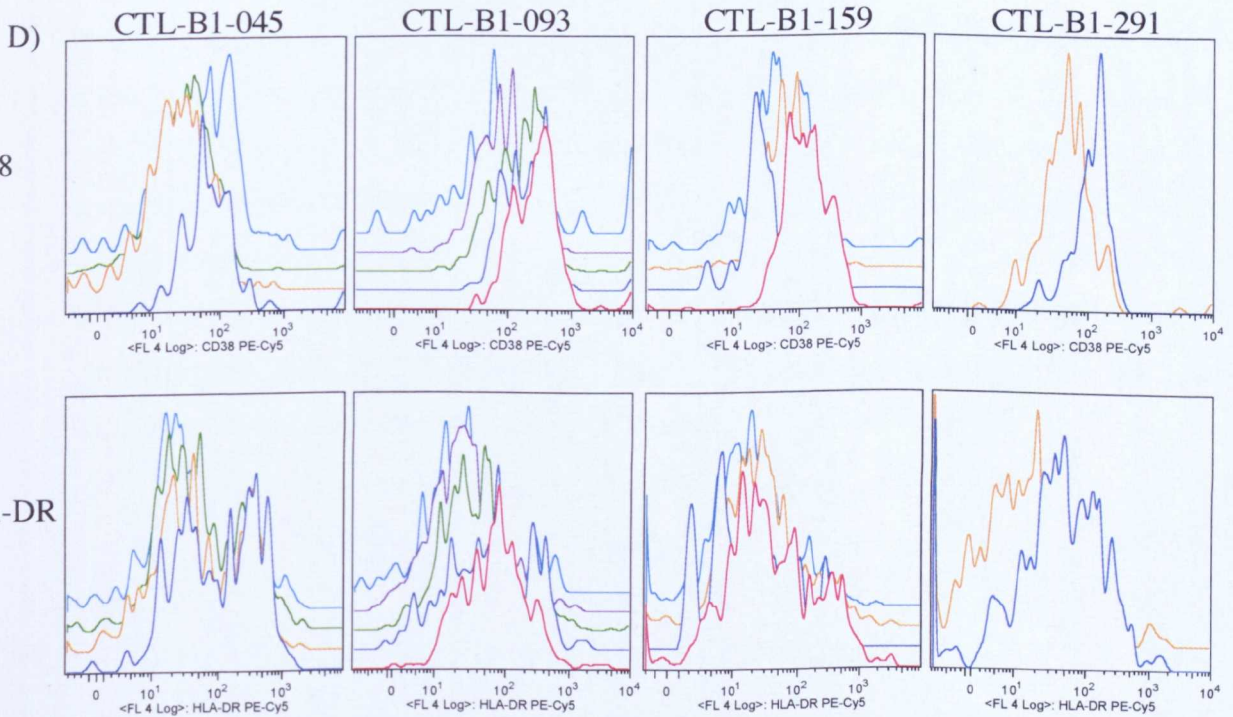 D) CTL-B1-045 CTL-B1-093 CTL-B1-159 CTL-B1-291
8
0 10¹ 10² 10³ 0 10² 10³ 10⁴ 10¹ 10² 10³ 0 10¹ 10² 10³ 10⁴
<FL 4 Log>: CD38 PE-Cy5 <FL 4 Log>: CD38 PE-Cy5 <FL 4 Log>: CD38 PE-Cy5 <FL 4 Log>: CD38 PE-Cy5
-DR
0 10¹ 10² 10³ 0 10¹ 10² 10³ 10⁴ 0 10¹ 10² 10³ 0 10¹ 10² 10³ 10⁴
<FL 4 Log>: HLA-DR PE-Cy5 <FL 4 Log>: HLA-DR PE-Cy5 <FL 4 Log>: HLA-DR PE-Cy5 <FL 4 Log>: HLA-DR PE-Cy5